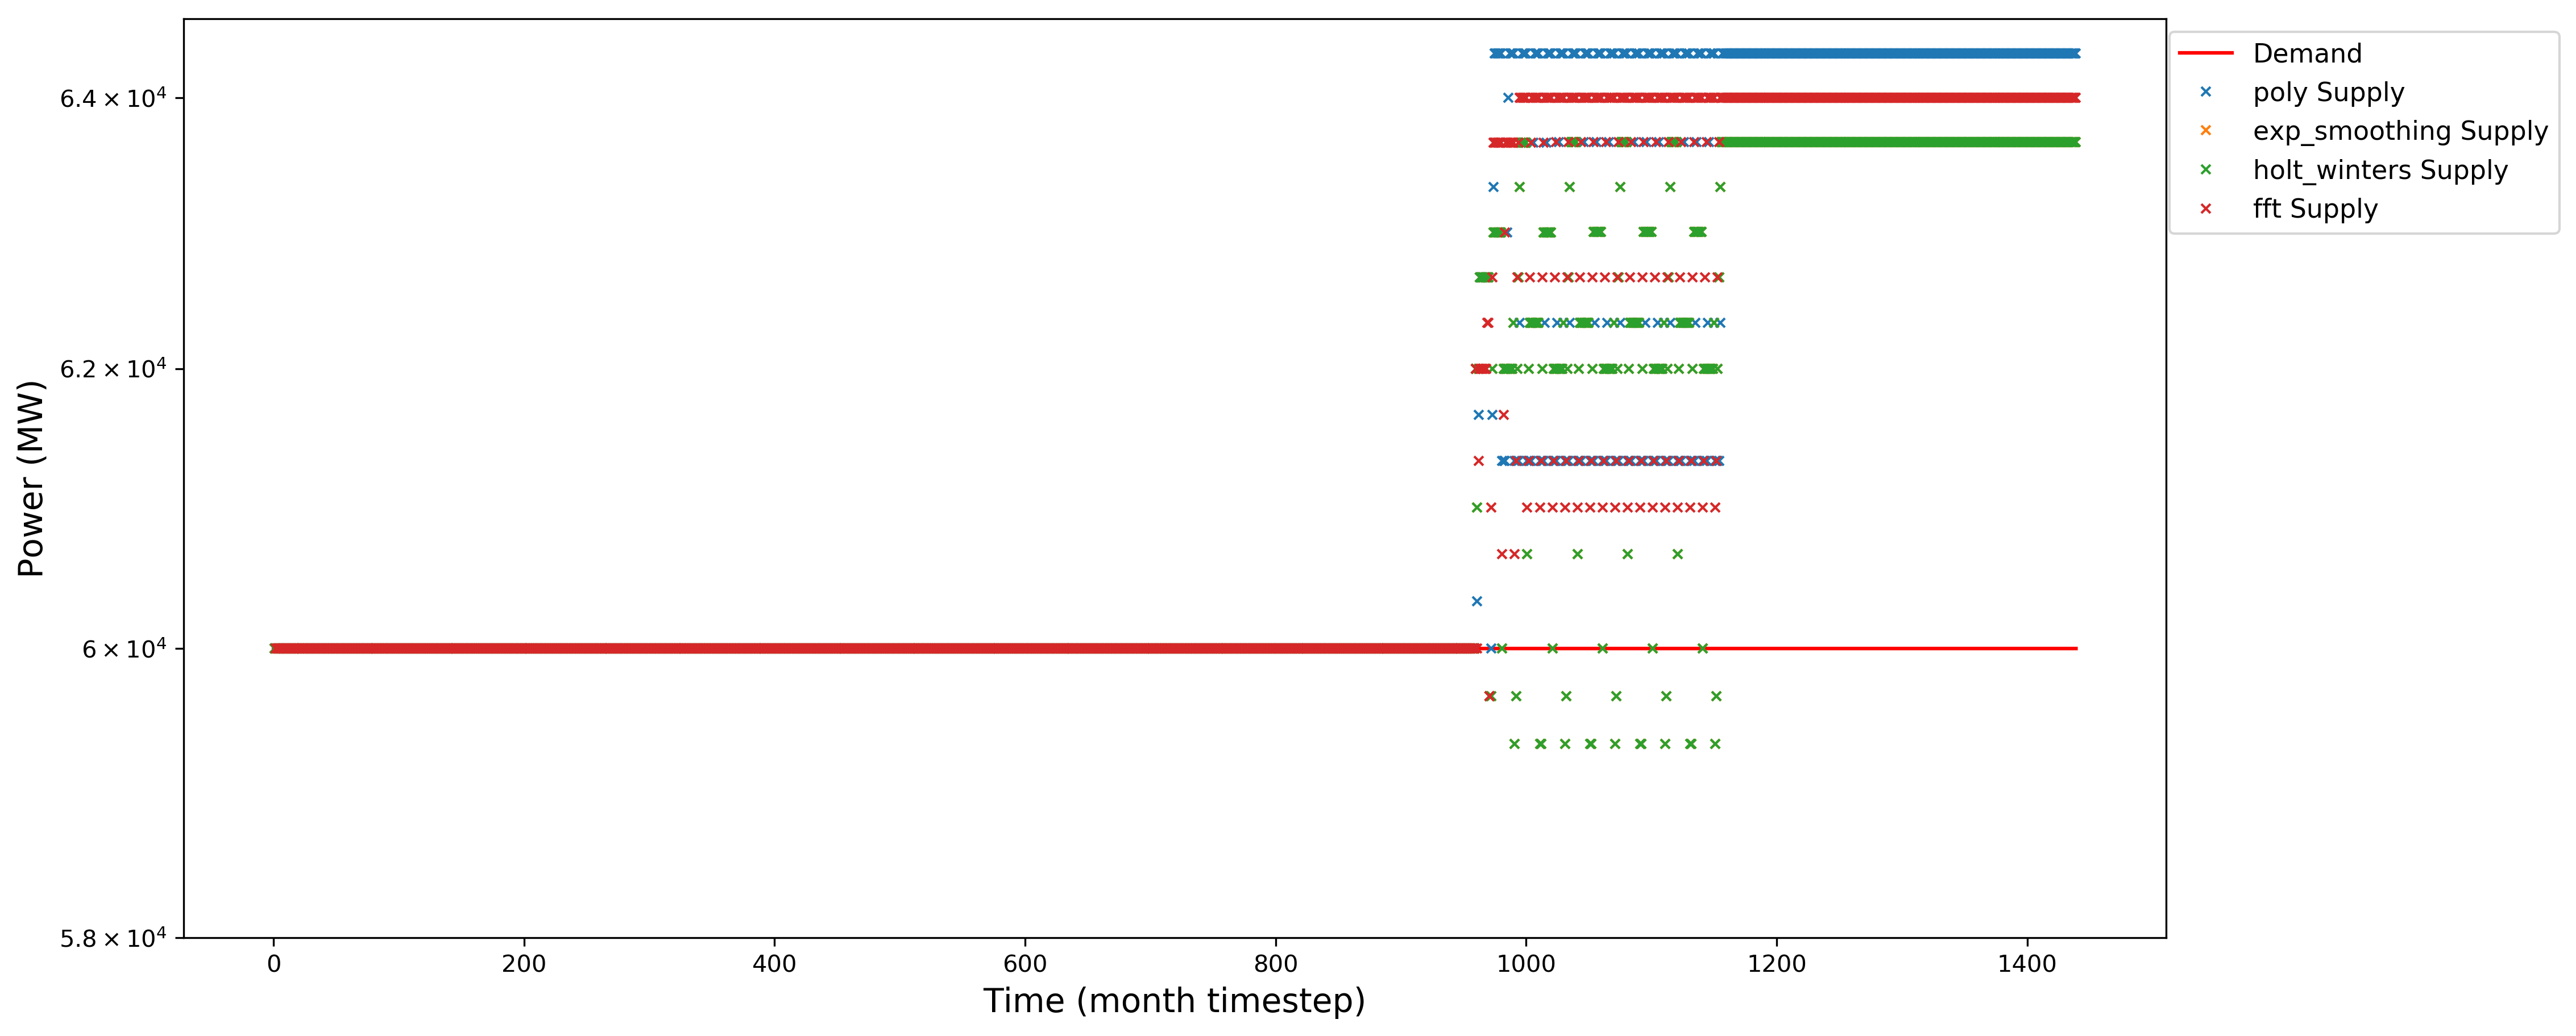 Power (MW)
6.4 × 10⁴
6.2 × 10⁴
6 × 10⁴
5.8 × 10⁴
0 200 400 600 800 1000 1200 1400
Time (month timestep)
Demand
poly Supply
exp_smoothing Supply
holt_winters Supply
fft Supply